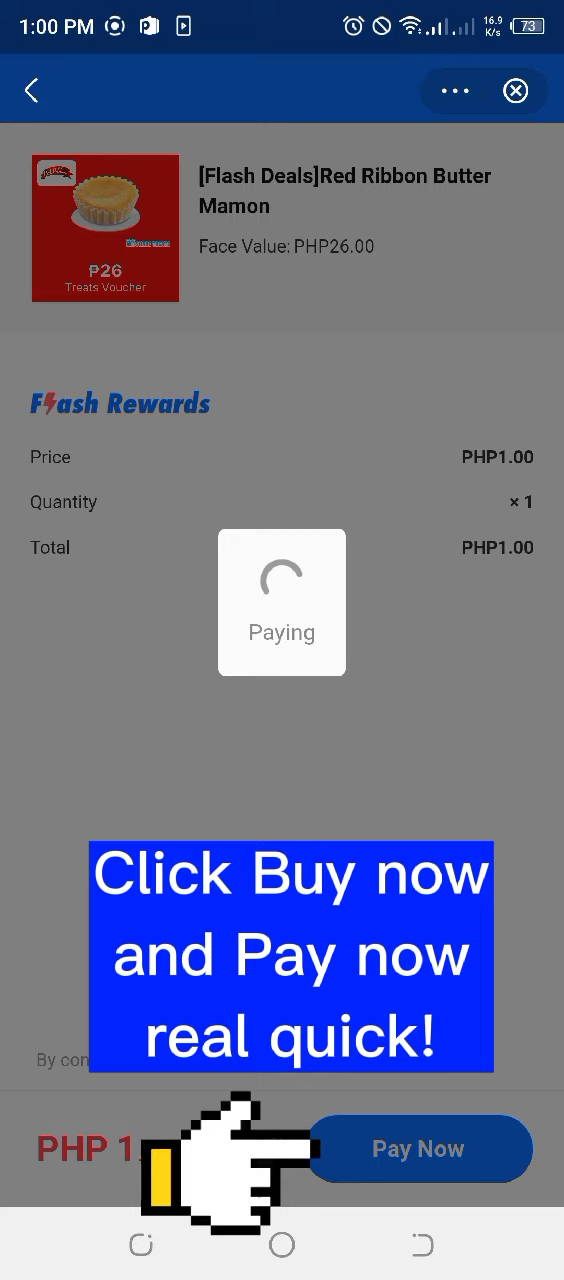 1:00 PM
16.9
K/s
73
[Flash Deals]Red Ribbon Butter
Mamon
Face Value: PHP26.00
₱26
Treats Voucher
Flash Rewards
Price PHP1.00
Quantity × 1
Total PHP1.00
Paying
Click Buy now
and Pay now
real quick!
By con
PHP 1.
Pay Now